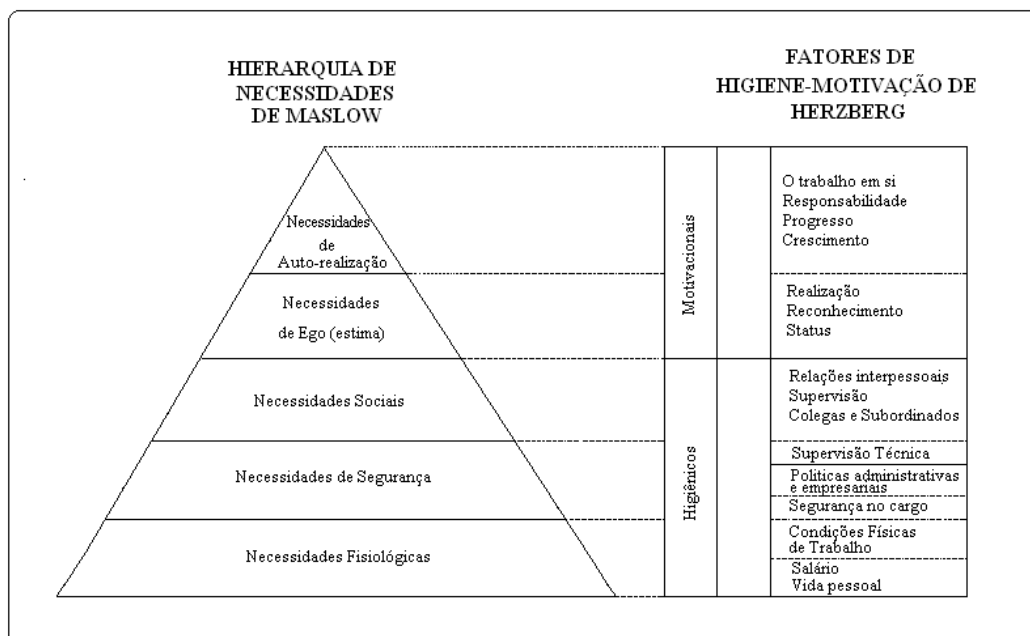 HIERARQUIA DE
NECESSIDADES
DE MASLOW
FATORES DE
HIGIENE-MOTIVAÇÃO DE
HERZBERG
Necessidades
de
Auto-realização
Necessidades
de Ego (estima)
Necessidades Sociais
Necessidades de Segurança
Necessidades Fisiológicas
Motivacionais
Higiênicos
O trabalho em si
Responsabilidade
Progresso
Crescimento
Realização
Reconhecimento
Status
Relações interpessoais
Supervisão
Colegas e Subordinados
Supervisão Técnica
Politicas administrativas
e empresariais
Segurança no cargo
Condições Físicas
de Trabalho
Salário
Vida pessoal